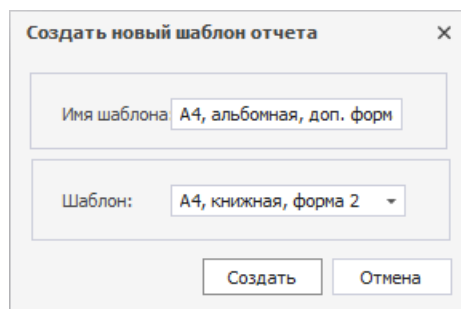 Создать новый шаблон отчета
Имя шаблона: А4, альбомная, доп. форм
Шаблон: А4, книжная, форма 2
Создать Отмена